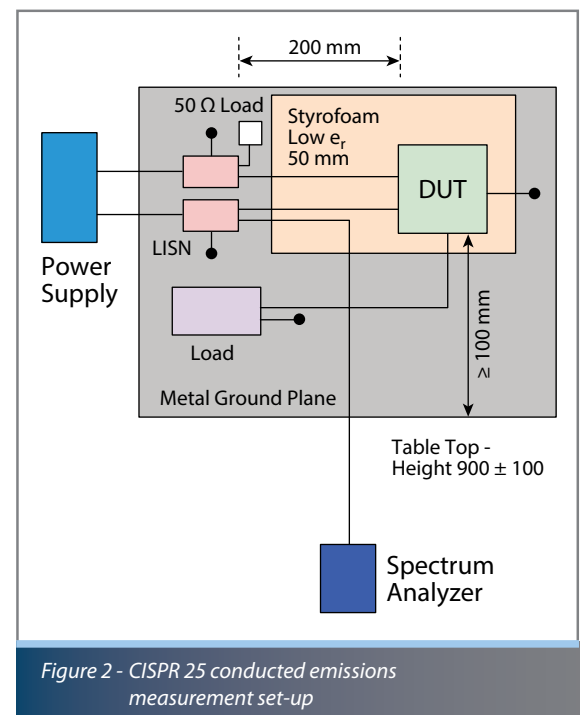 200 mm
50 Ω Load
Styrofoam
Low eᵣ
50 mm
DUT
LISN
Power
Supply
Load
≥ 100 mm
Metal Ground Plane
Table Top -
Height 900 ± 100
Spectrum
Analyzer
Figure 2 - CISPR 25 conducted emissions
measurement set-up